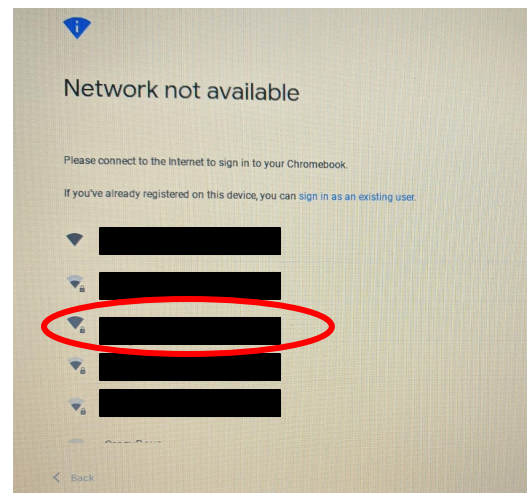 Network not available
Please connect to the Internet to sign in to your Chromebook.
If you've already registered on this device, you can sign in as an existing user.
Back